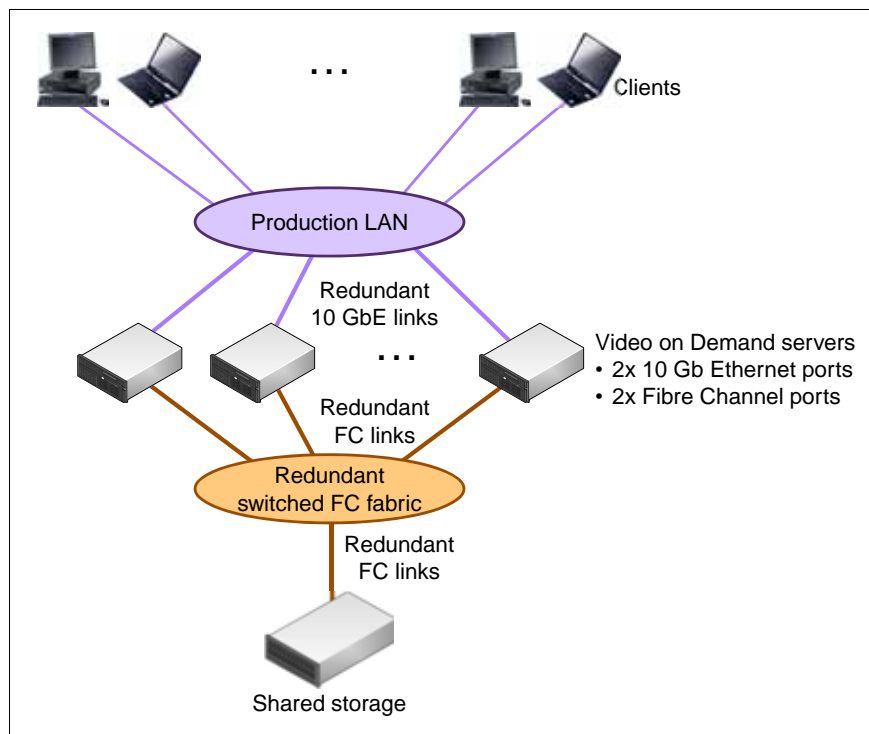 ...
Clients
Production LAN
Redundant
10 GbE links
...
Video on Demand servers
• 2x 10 Gb Ethernet ports
• 2x Fibre Channel ports
Redundant
FC links
Redundant
switched FC fabric
Redundant
FC links
Shared storage